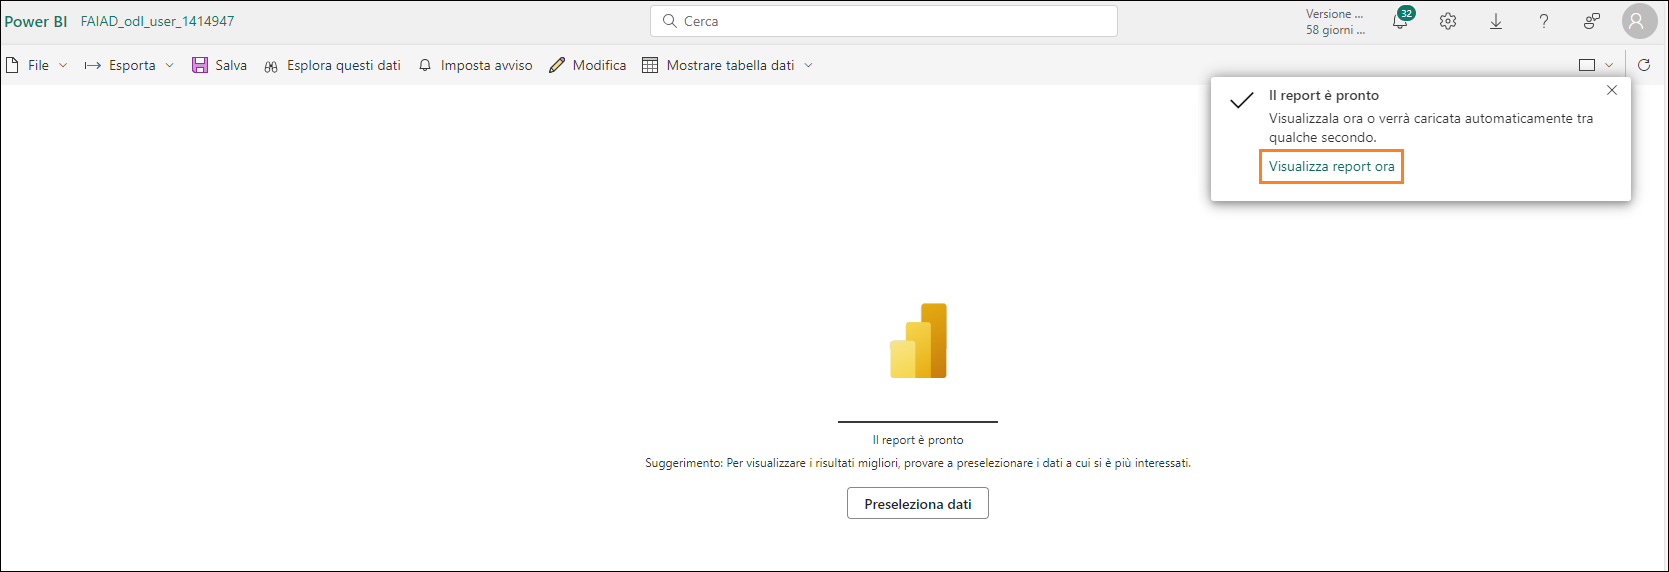 Power BI FAIAD_odl_user_1414947
Cerca
Versione ...
58 giorni ...
32
File Esporta Salva Esplora questi dati Imposta avviso Modifica Mostrare tabella dati
Il report è pronto
Visualizzala ora o verrà caricata automaticamente tra
qualche secondo.
Visualizza report ora
Il report è pronto
Suggerimento: Per visualizzare i risultati migliori, provare a preselezionare i dati a cui si è più interessati.
Preseleziona dati